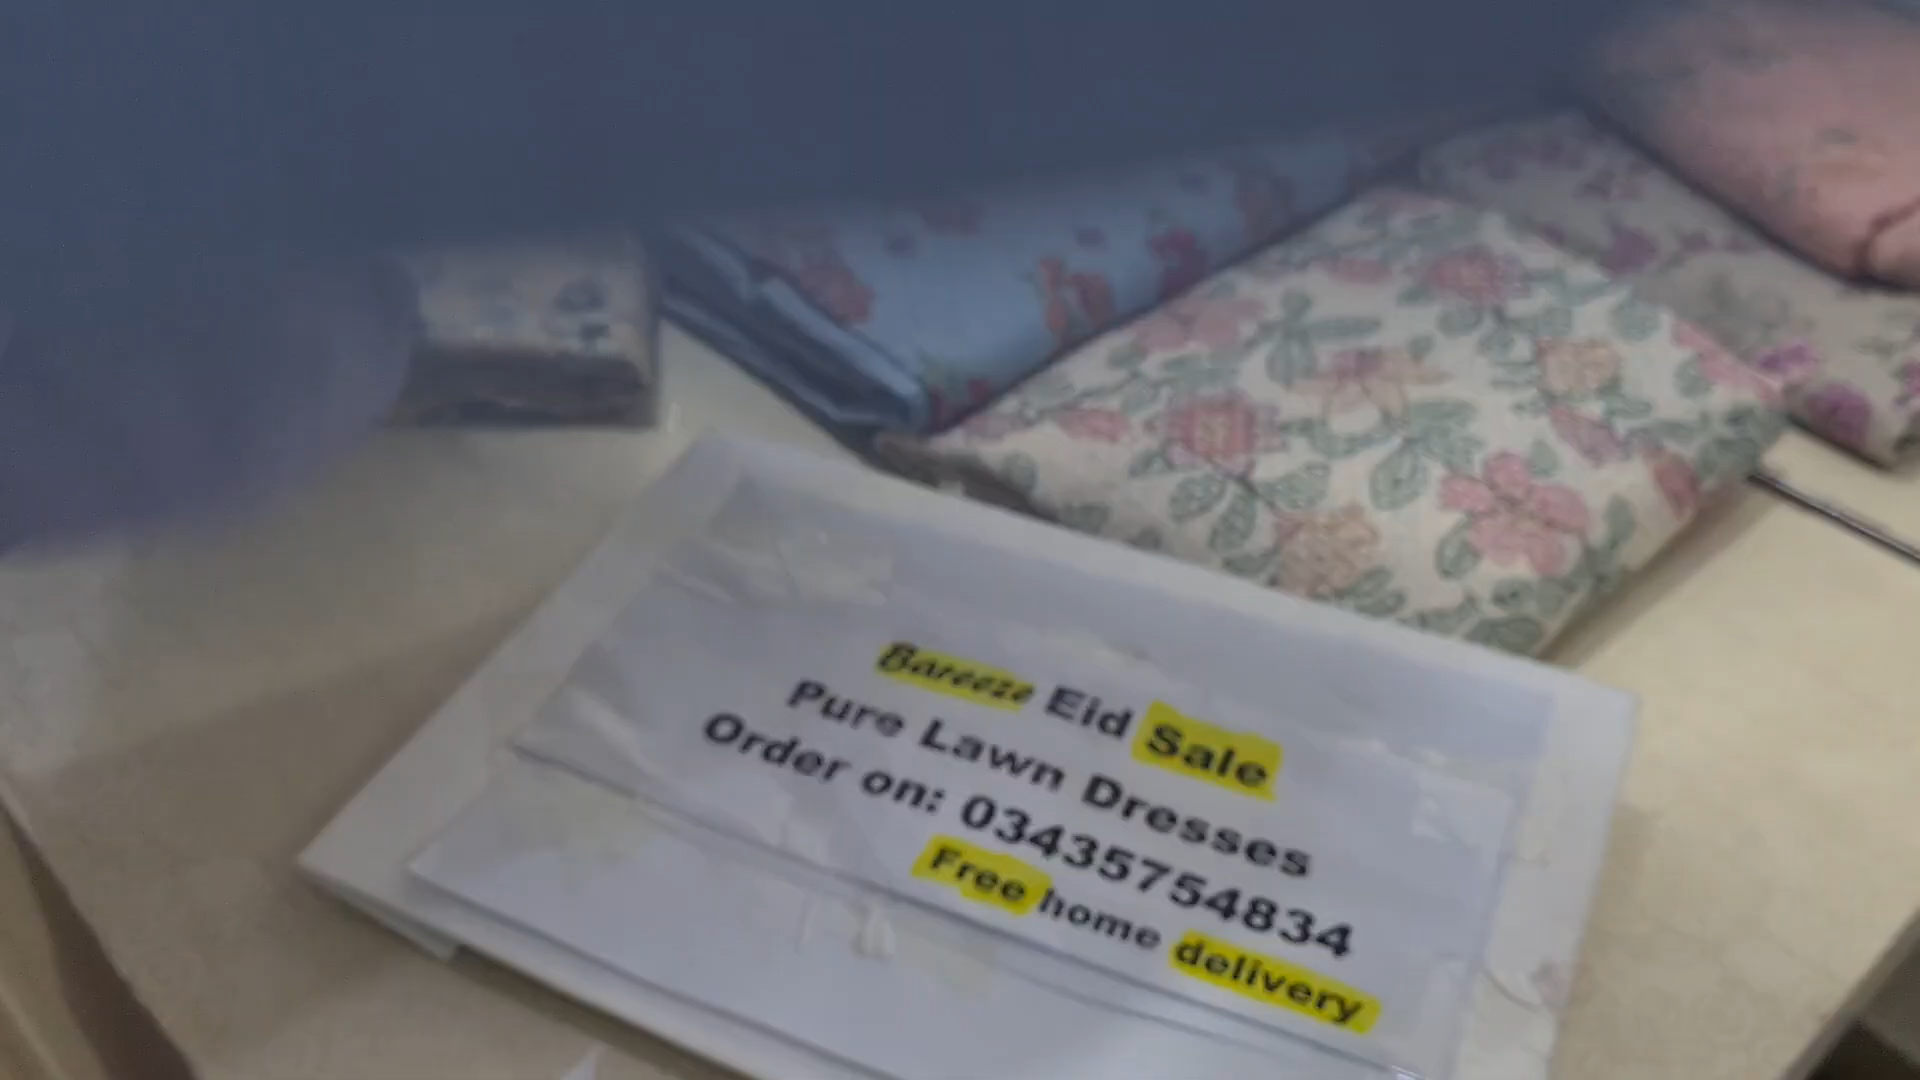 Bareeze Eid Sale
Pure Lawn Dresses
Order on: 03435754834
Free home delivery